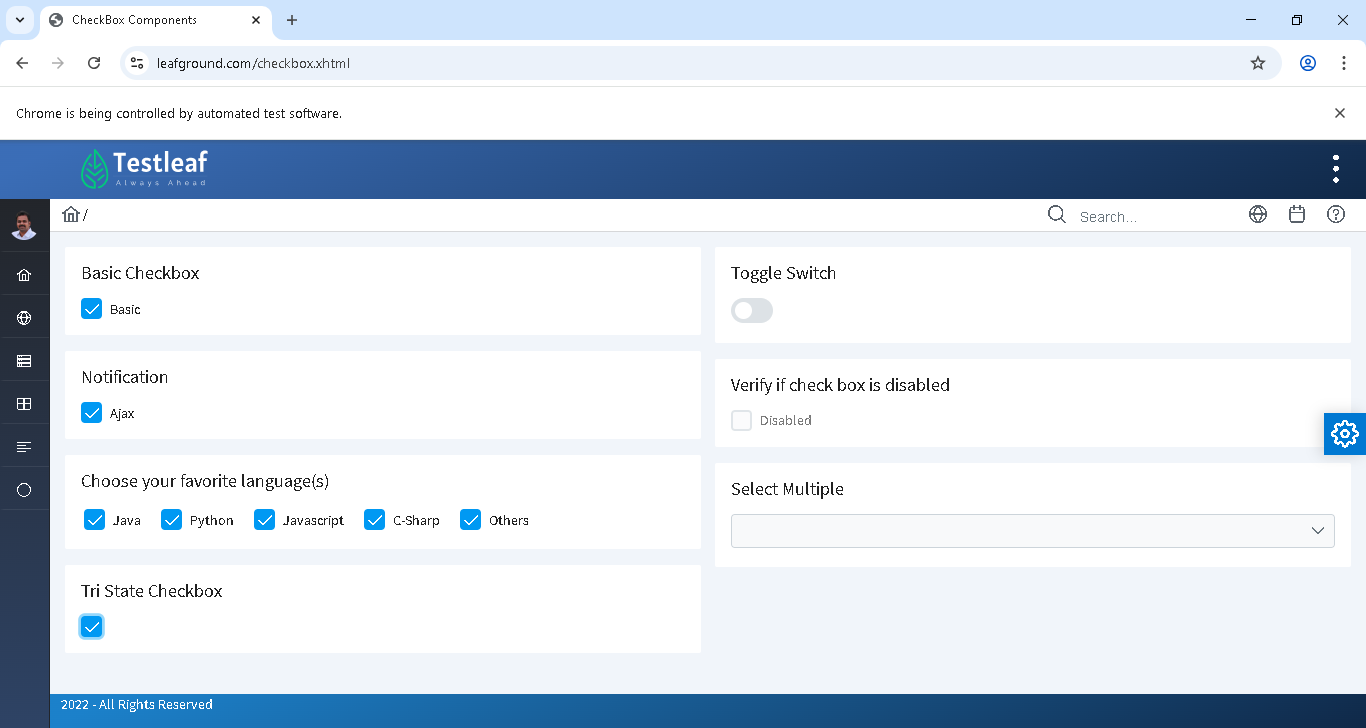 CheckBox Components
leafground.com/checkbox.xhtml
Chrome is being controlled by automated test software.
Testleaf
Always Ahead
/
Search...
Basic Checkbox
Basic
Notification
Ajax
Choose your favorite language(s)
Java Python Javascript C-Sharp Others
Tri State Checkbox
Toggle Switch
Verify if check box is disabled
Disabled
Select Multiple
2022 - All Rights Reserved